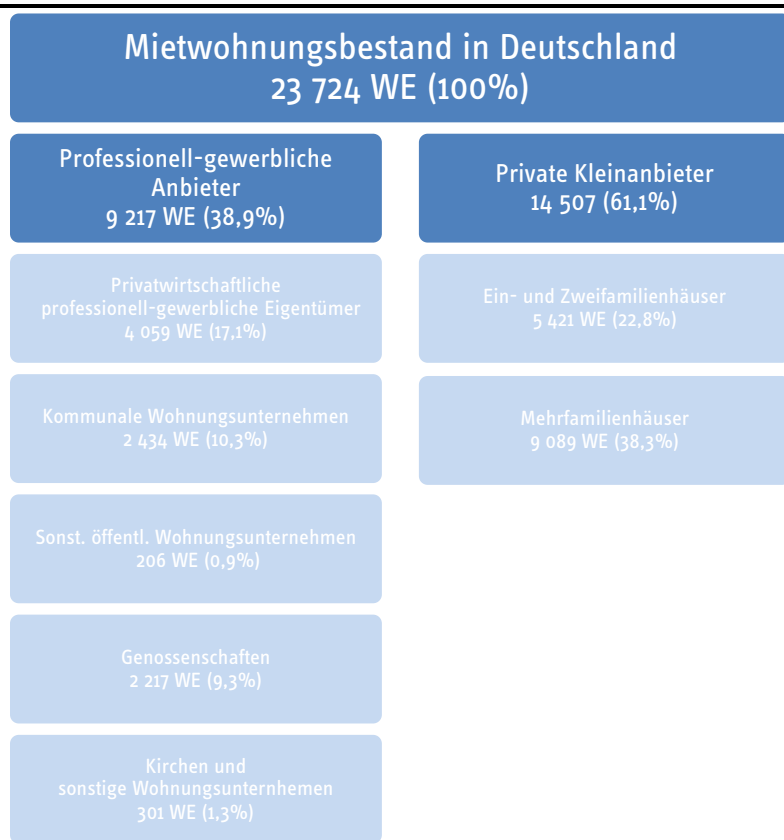 Mietwohnungsbestand in Deutschland
23 724 WE (100%)
Professionell-gewerbliche
Anbieter
9 217 WE (38,9%)
Privatwirtschaftliche
professionell-gewerbliche Eigentümer
4 059 WE (17,1%)
Kommunale Wohnungsunternehmen
2 434 WE (10,3%)
Sonst. öffentl. Wohnungsunternehmen
206 WE (0,9%)
Genossenschaften
2 217 WE (9,3%)
Kirchen und
sonstige Wohnungsunternhemen
301 WE (1,3%)
Private Kleinanbieter
14 507 (61,1%)
Ein- und Zweifamilienhäuser
5 421 WE (22,8%)
Mehrfamilienhäuser
9 089 WE (38,3%)